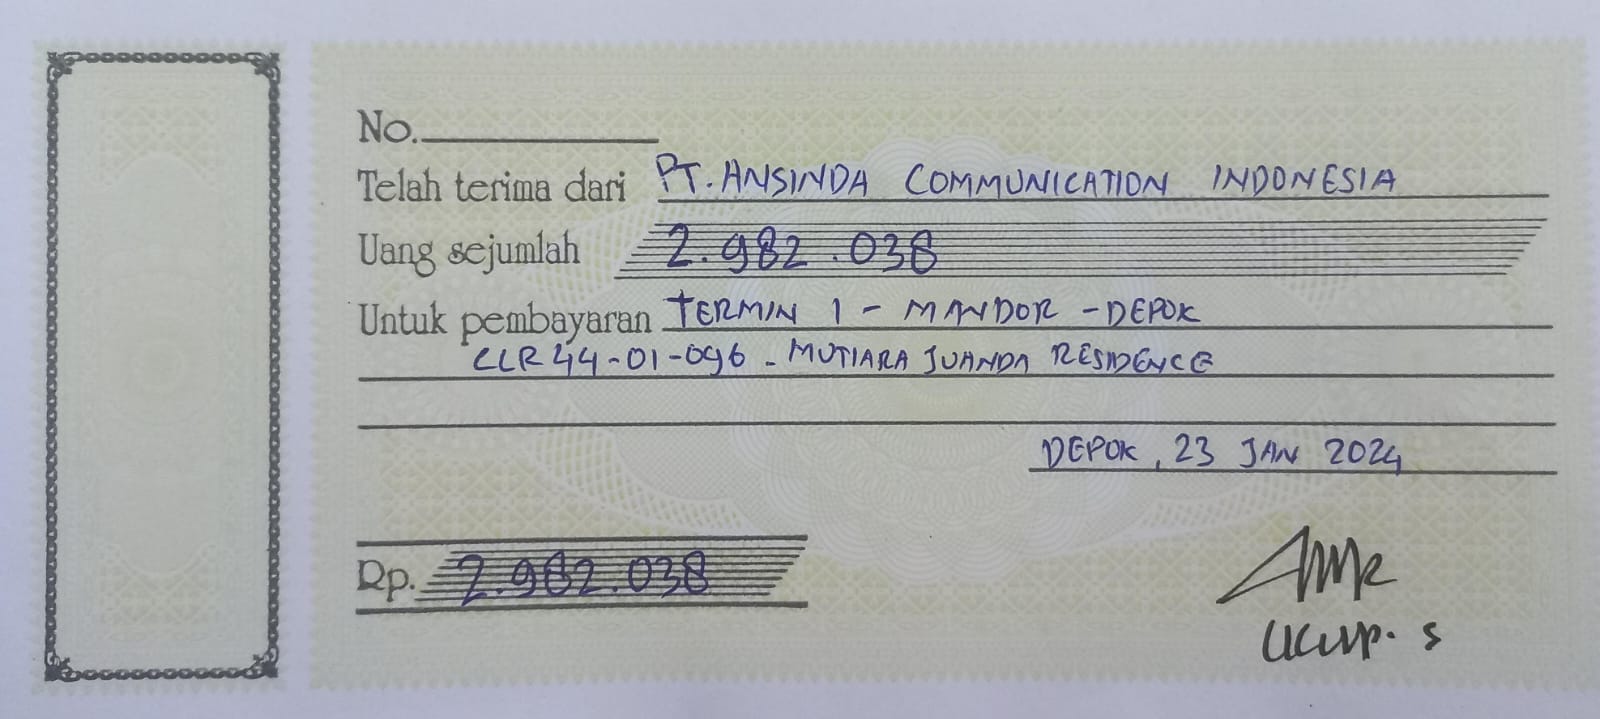 No.
Telah terima dari PT. ANSINDA COMMUNICATION INDONESIA
Uang sejumlah 2.982.038
Untuk pembayaran TERMIN 1 - MANDOR - DEPOK
CLR44-01-096 - MUTIARA JUANDA RESIDENCE
DEPOK, 23 JAN 2024
Rp. 2.982.038
UCUP. S